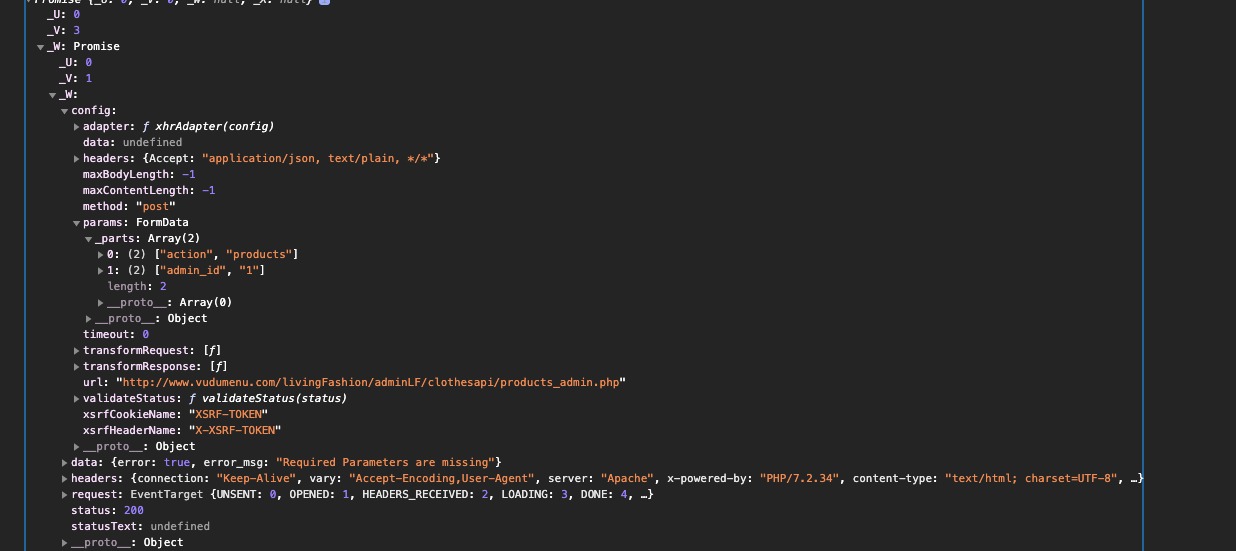 Promise {_U: 0, _V: 0, _W: null, _X: null}
_U: 0
_V: 3
_W: Promise
_U: 0
_V: 1
_W:
config:
adapter: ƒ xhrAdapter(config)
data: undefined
headers: {Accept: "application/json, text/plain, */*"}
maxBodyLength: -1
maxContentLength: -1
method: "post"
params: FormData
_parts: Array(2)
0: (2) ["action", "products"]
1: (2) ["admin_id", "1"]
length: 2
__proto__: Array(0)
__proto__: Object
timeout: 0
transformRequest: [ƒ]
transformResponse: [ƒ]
url: "http://www.vudumenu.com/livingFashion/adminLF/clothesapi/products_admin.php"
validateStatus: ƒ validateStatus(status)
xsrfCookieName: "XSRF-TOKEN"
xsrfHeaderName: "X-XSRF-TOKEN"
__proto__: Object
data: {error: true, error_msg: "Required Parameters are missing"}
headers: {connection: "Keep-Alive", vary: "Accept-Encoding,User-Agent", server: "Apache", x-powered-by: "PHP/7.2.34", content-type: "text/html; charset=UTF-8", …}
request: EventTarget {UNSENT: 0, OPENED: 1, HEADERS_RECEIVED: 2, LOADING: 3, DONE: 4, …}
status: 200
statusText: undefined
__proto__: Object